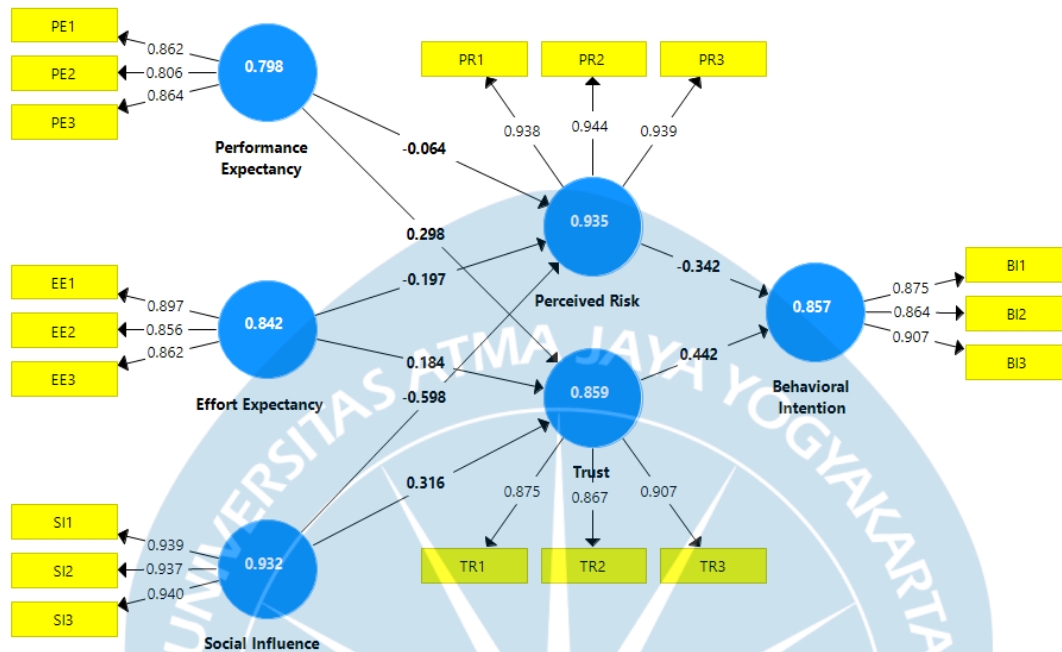 PE1
PE2
PE3
0.862
0.806
0.864
0.798
Performance
Expectancy
PR1
PR2
PR3
0.938
0.944
0.939
0.935
Perceived Risk
-0.064
0.298
-0.197
0.184
-0.598
0.316
EE1
EE2
EE3
0.897
0.856
0.862
0.842
Effort Expectancy
-0.342
0.442
0.857
Behavioral
Intention
0.875
0.864
0.907
BI1
BI2
BI3
0.859
Trust
0.875
0.867
0.907
TR1
TR2
TR3
SI1
SI2
SI3
0.939
0.937
0.940
0.932
Social Influence
UNIVERSITAS ATMA JAYA YOGYAKARTA